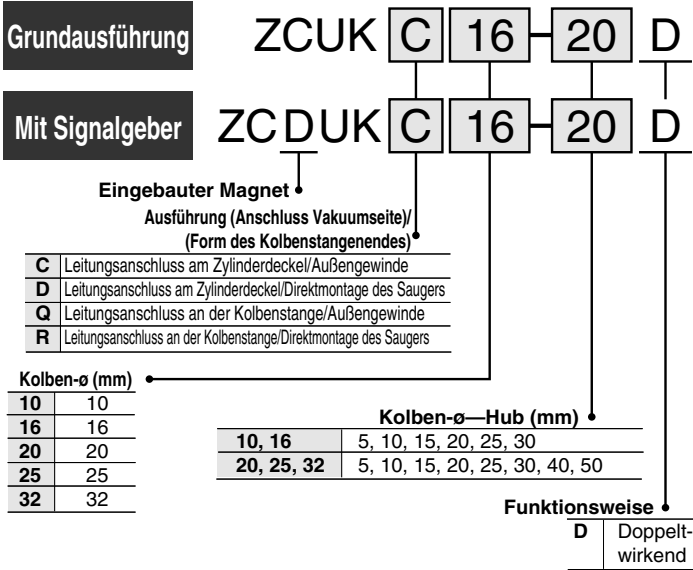 Grundausführung ZCUK C 16-20 D
Mit Signalgeber ZCDUK C 16-20 D
Eingebauter Magnet
Ausführung (Anschluss Vakuumseite)/
(Form des Kolbenstangenendes)
C Leitungsanschluss am Zylinderdeckel/Außengewinde
D Leitungsanschluss am Zylinderdeckel/Direktmontage des Saugers
Q Leitungsanschluss an der Kolbenstange/Außengewinde
R Leitungsanschluss an der Kolbenstange/Direktmontage des Saugers
Kolben-ø (mm)
10 10
16 16
20 20
25 25
32 32
Kolben-ø—Hub (mm)
10, 16 5, 10, 15, 20, 25, 30
20, 25, 32 5, 10, 15, 20, 25, 30, 40, 50
Funktionsweise
D Doppelt-
wirkend